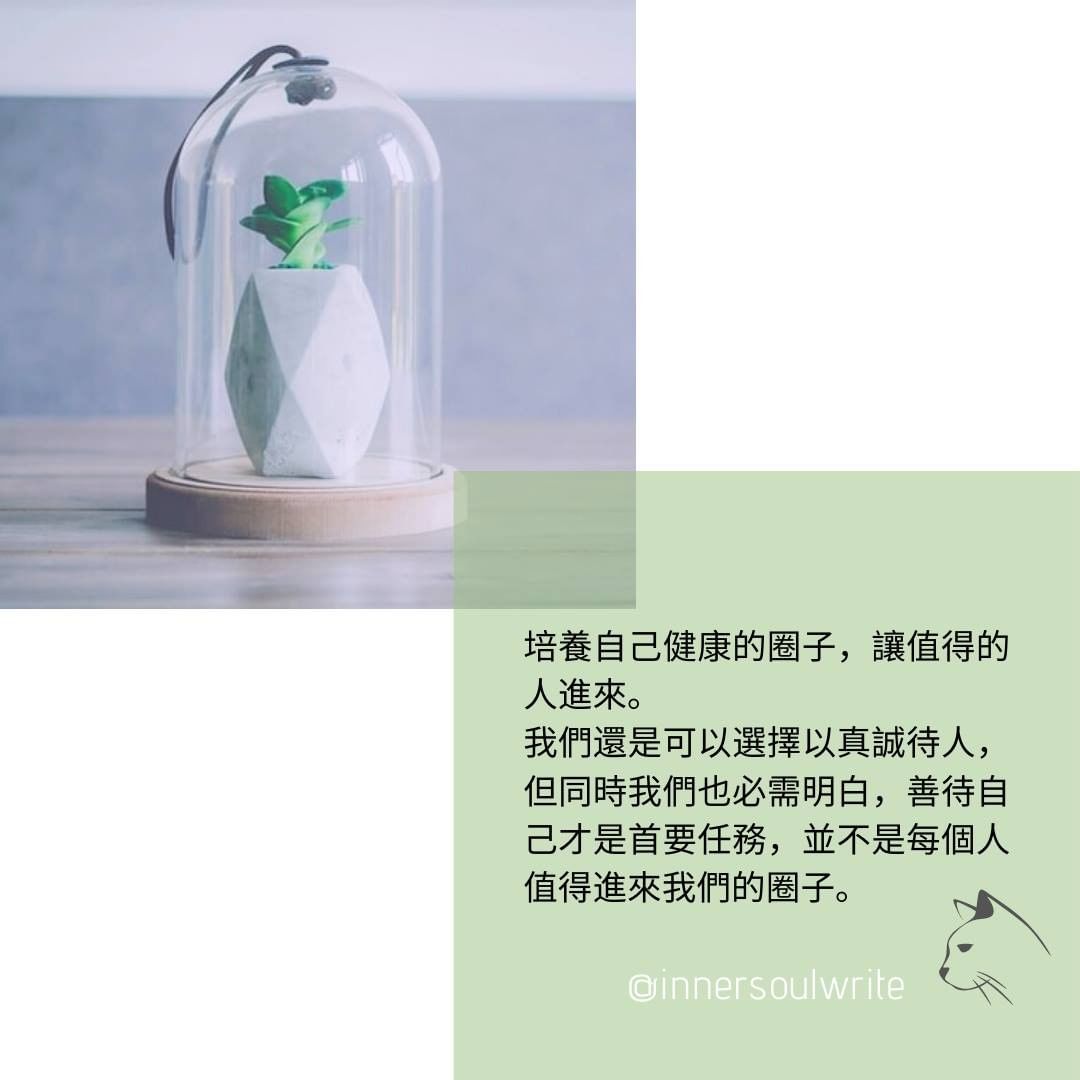 培養自己健康的圈子，讓值得的
人進來。
我們還是可以選擇以真誠待人，
但同時我們也必需明白，善待自
己才是首要任務，並不是每個人
值得進來我們的圈子。
@innersoulwrite